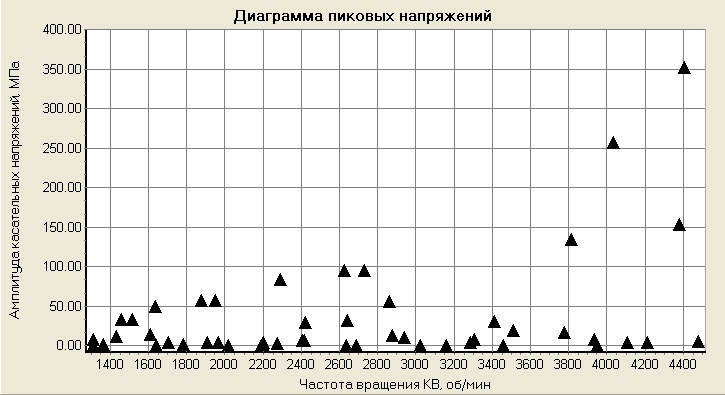 Диаграмма пиковых напряжений
Амплитуда касательных напряжений, МПа
400.00
350.00
300.00
250.00
200.00
150.00
100.00
50.00
0.00
1400 1600 1800 2000 2200 2400 2600 2800 3000 3200 3400 3600 3800 4000 4200 4400
Частота вращения КВ, об/мин